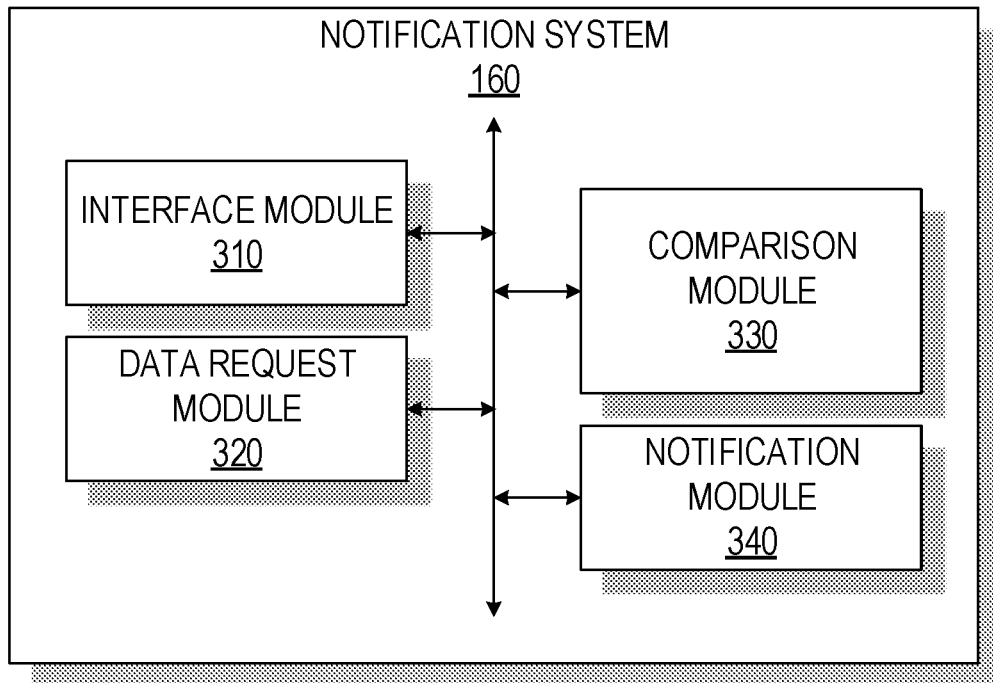 NOTIFICATION SYSTEM
160
INTERFACE MODULE
310
DATA REQUEST
MODULE
320
COMPARISON
MODULE
330
NOTIFICATION
MODULE
340